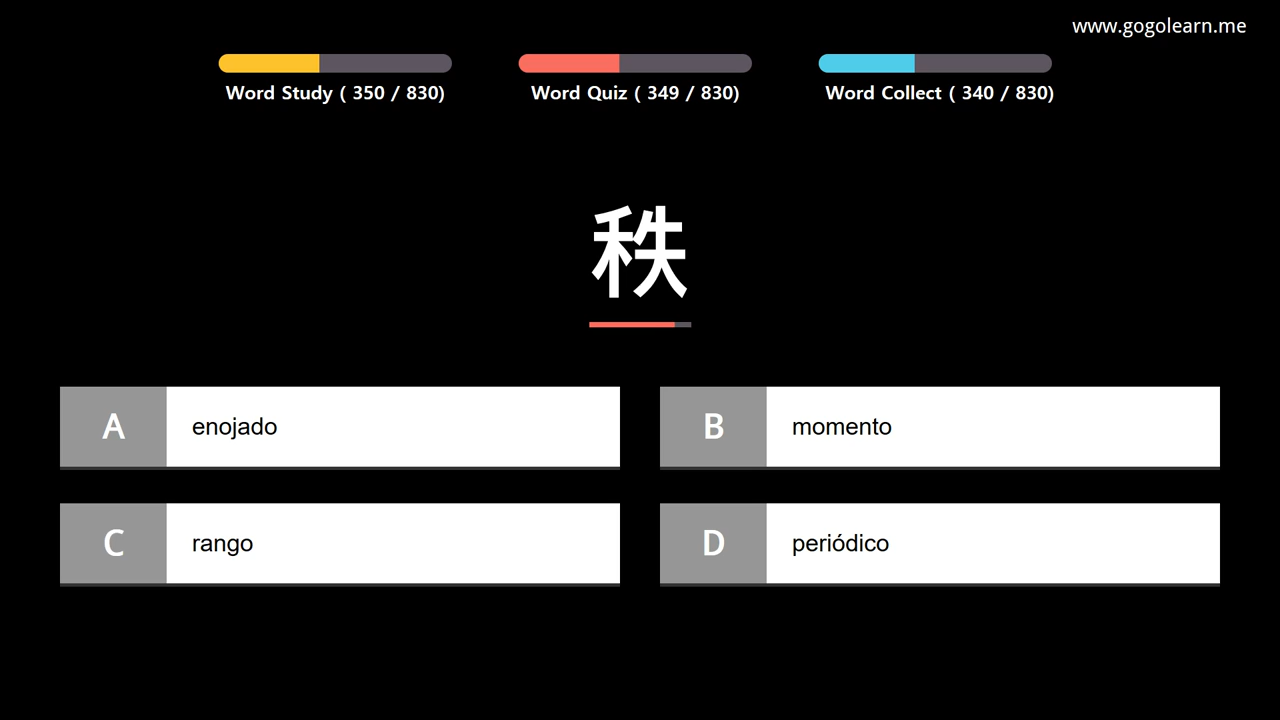 www.gogolearn.me
Word Study ( 350 / 830)
Word Quiz ( 349 / 830)
Word Collect ( 340 / 830)
秩
A
enojado
B
momento
C
rango
D
periódico